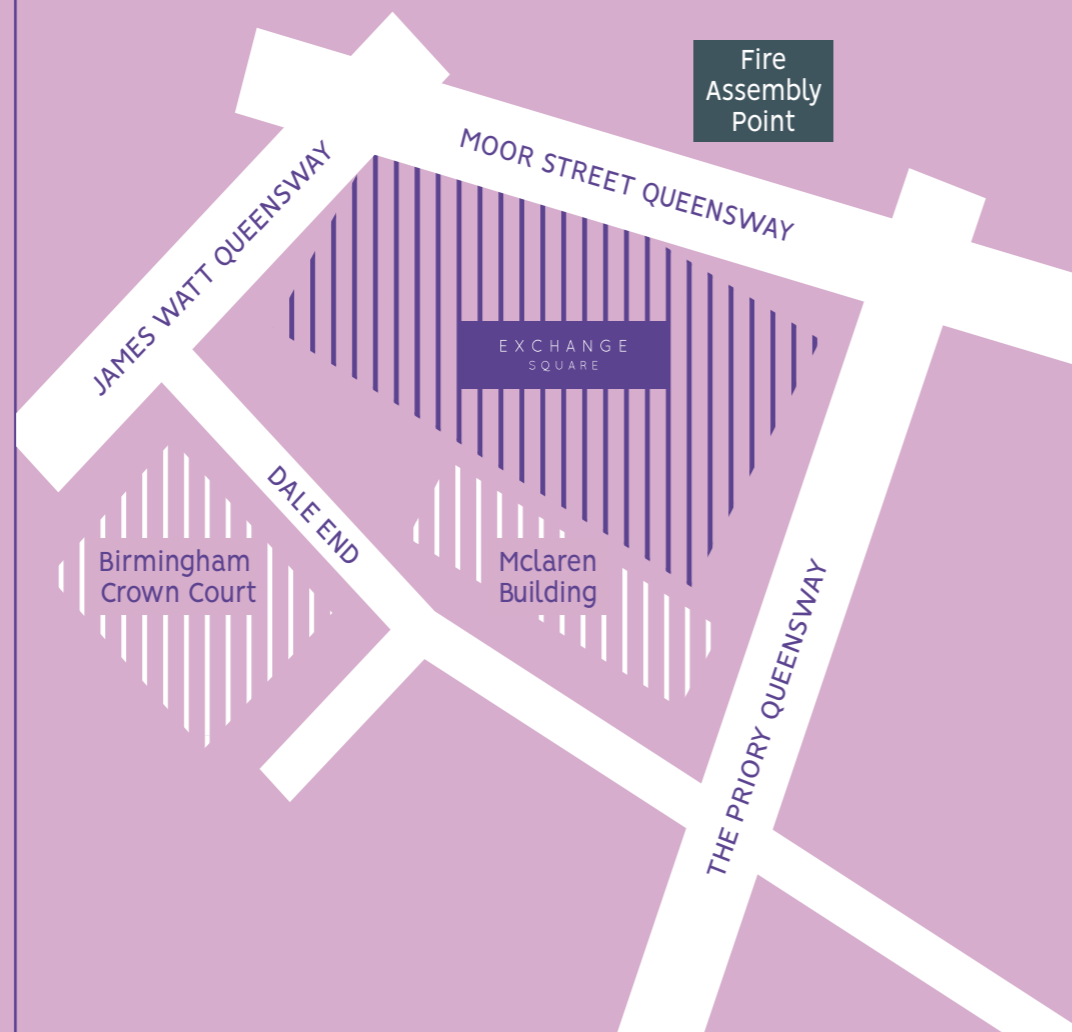 Fire
Assembly
Point
MOOR STREET QUEENSWAY
JAMES WATT QUEENSWAY
EXCHANGE
SQUARE
DALE END
Birmingham
Crown Court
Mclaren
Building
THE PRIORY QUEENSWAY